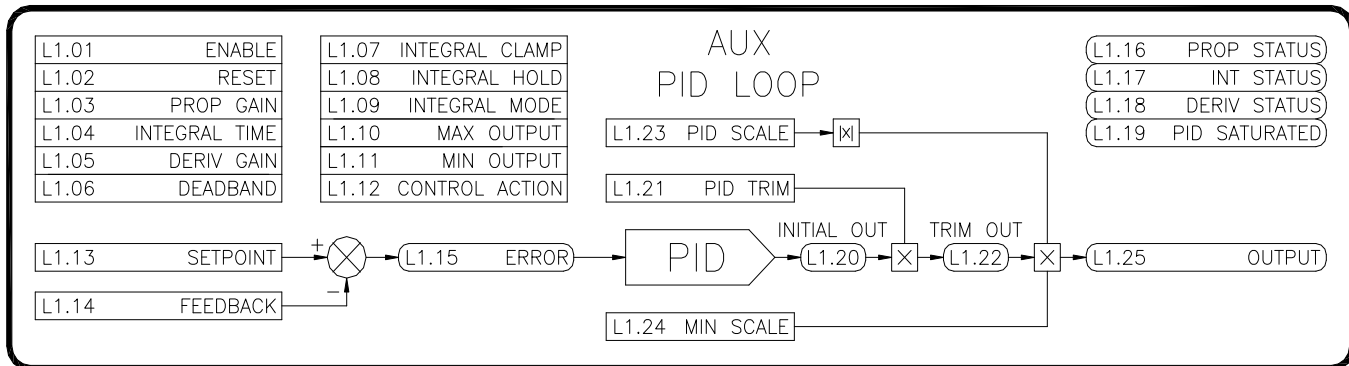 AUX
PID LOOP
L1.01 ENABLE
L1.02 RESET
L1.03 PROP GAIN
L1.04 INTEGRAL TIME
L1.05 DERIV GAIN
L1.06 DEADBAND
L1.07 INTEGRAL CLAMP
L1.08 INTEGRAL HOLD
L1.09 INTEGRAL MODE
L1.10 MAX OUTPUT
L1.11 MIN OUTPUT
L1.12 CONTROL ACTION
L1.16 PROP STATUS
L1.17 INT STATUS
L1.18 DERIV STATUS
L1.19 PID SATURATED
L1.23 PID SCALE
|X|
L1.21 PID TRIM
L1.13 SETPOINT
+
L1.14 FEEDBACK
−
L1.15 ERROR
PID
INITIAL OUT
L1.20
X
TRIM OUT
L1.22
X
L1.25 OUTPUT
L1.24 MIN SCALE